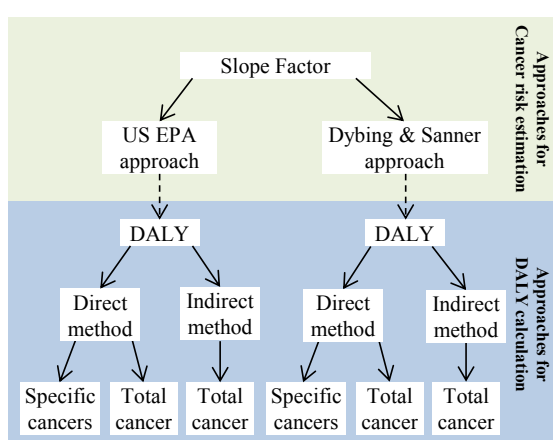 Slope Factor
US EPA
approach
Dybing & Sanner
approach
Approaches for
Cancer risk estimation
DALY
DALY
Direct
method
Indirect
method
Direct
method
Indirect
method
Specific
cancers
Total
cancer
Total
cancer
Specific
cancers
Total
cancer
Total
cancer
Approaches for
DALY calculation